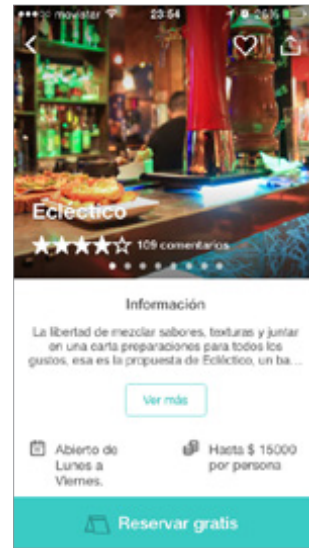 movistar 23:54 26%
Ecléctico
109 comentarios
Información
La libertad de mezclar sabores, texturas y juntar
en una carta preparaciones para todos los
gustos, esa es la propuesta de Ecléctico, un ba...
Ver más
Abierto de
Lunes a
Viernes.
Hasta $ 15000
por persona
Reservar gratis